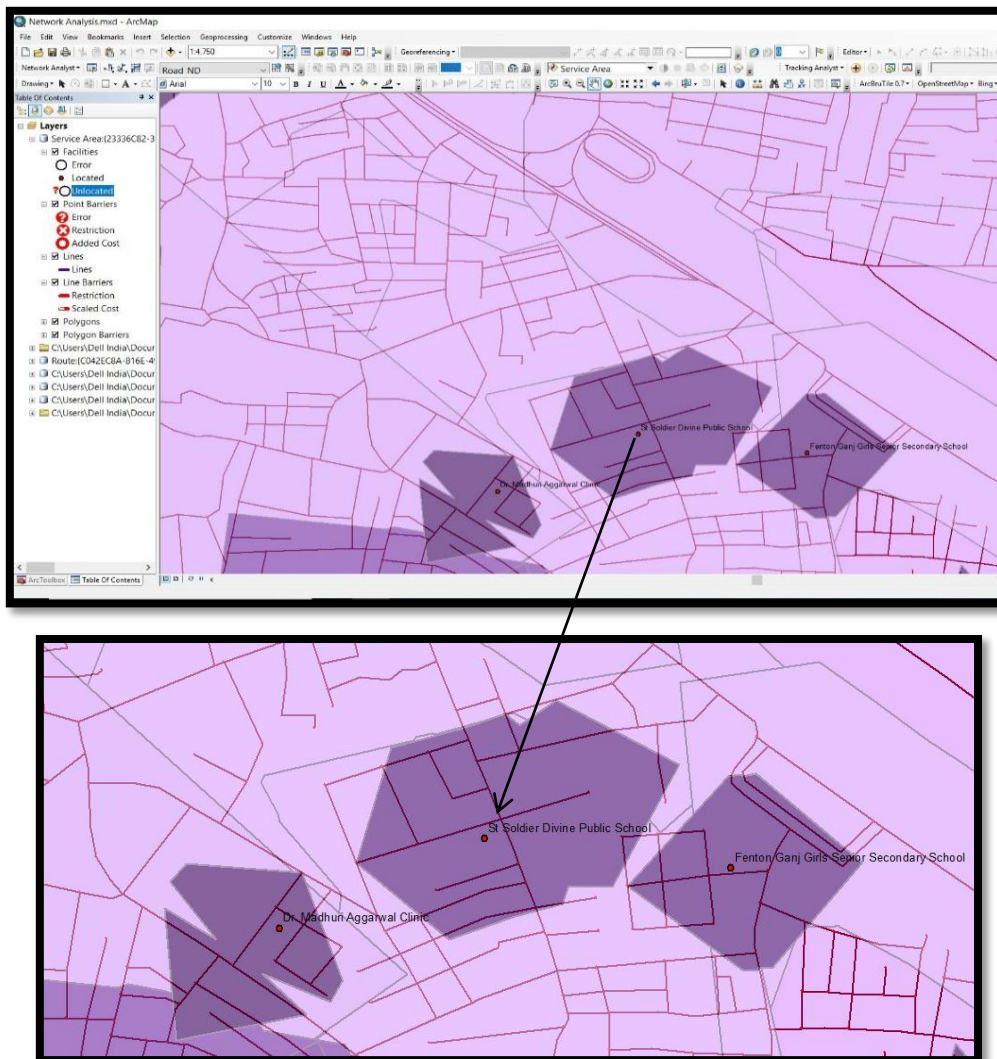 Network Analysis.mxd - ArcMap
File Edit View Bookmarks Insert Selection Geoprocessing Customize Windows Help
1:4,750 Georeferencing Editor
Network Analyst Road ND Service Area Tracking Analyst
Drawing Arial 10 B I U A ArcBruTile 0.7 OpenStreetMap Bing
Table Of Contents
Layers
Service Area:(23336C82-3
Facilities
Error
Located
Unlocated
Point Barriers
Error
Restriction
Added Cost
Lines
Lines
Line Barriers
Restriction
Scaled Cost
Polygons
Polygon Barriers
C:\Users\Dell India\Docur
Route:(C042EC8A-816E-4
C:\Users\Dell India\Docur
C:\Users\Dell India\Docur
C:\Users\Dell India\Docur
C:\Users\Dell India\Docur
ArcToolbox Table Of Contents
St Soldier Divine Public School
Fenton Ganj Girls Senior Secondary School
Dr. Madhuri Aggarwal Clinic
St Soldier Divine Public School
Fenton Ganj Girls Senior Secondary School
Dr. Madhuri Aggarwal Clinic